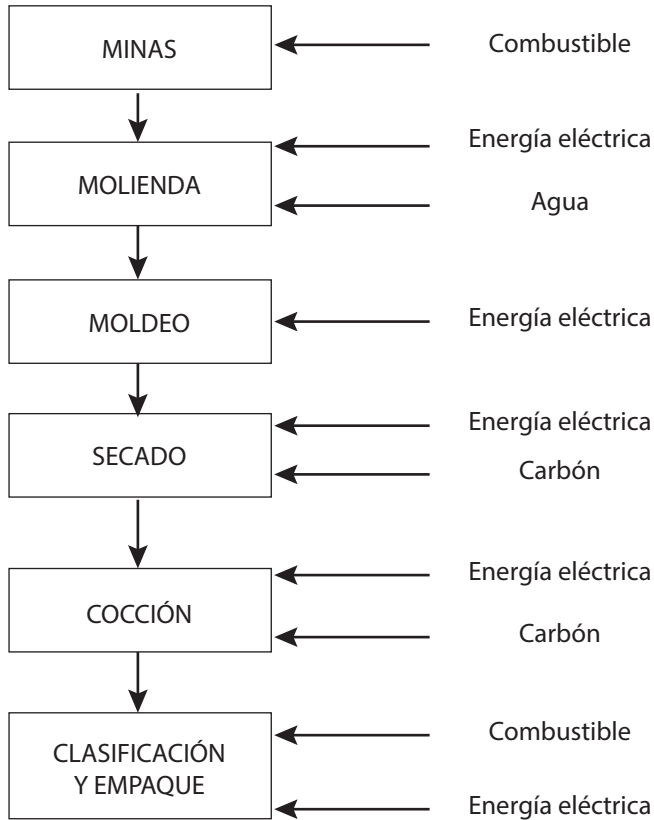 MINAS
Combustible
Energía eléctrica
MOLIENDA
Agua
MOLDEO
Energía eléctrica
Energía eléctrica
SECADO
Carbón
Energía eléctrica
COCCIÓN
Carbón
Combustible
CLASIFICACIÓN
Y EMPAQUE
Energía eléctrica